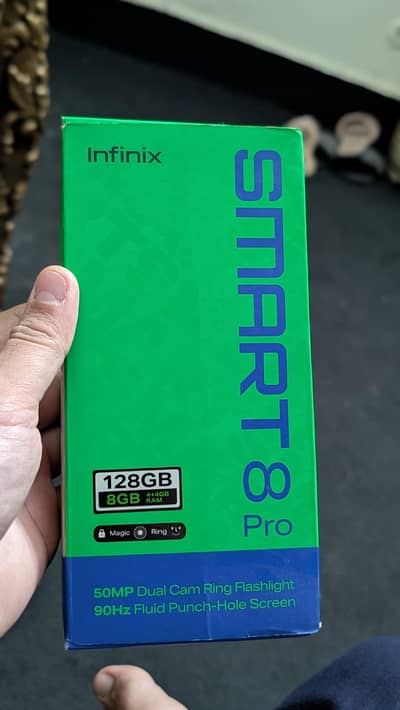 Infinix
SMART 8
Pro
128GB
8GB 4+4GB RAM
Magic Ring
50MP Dual Cam Ring Flashlight
90Hz Fluid Punch-Hole Screen